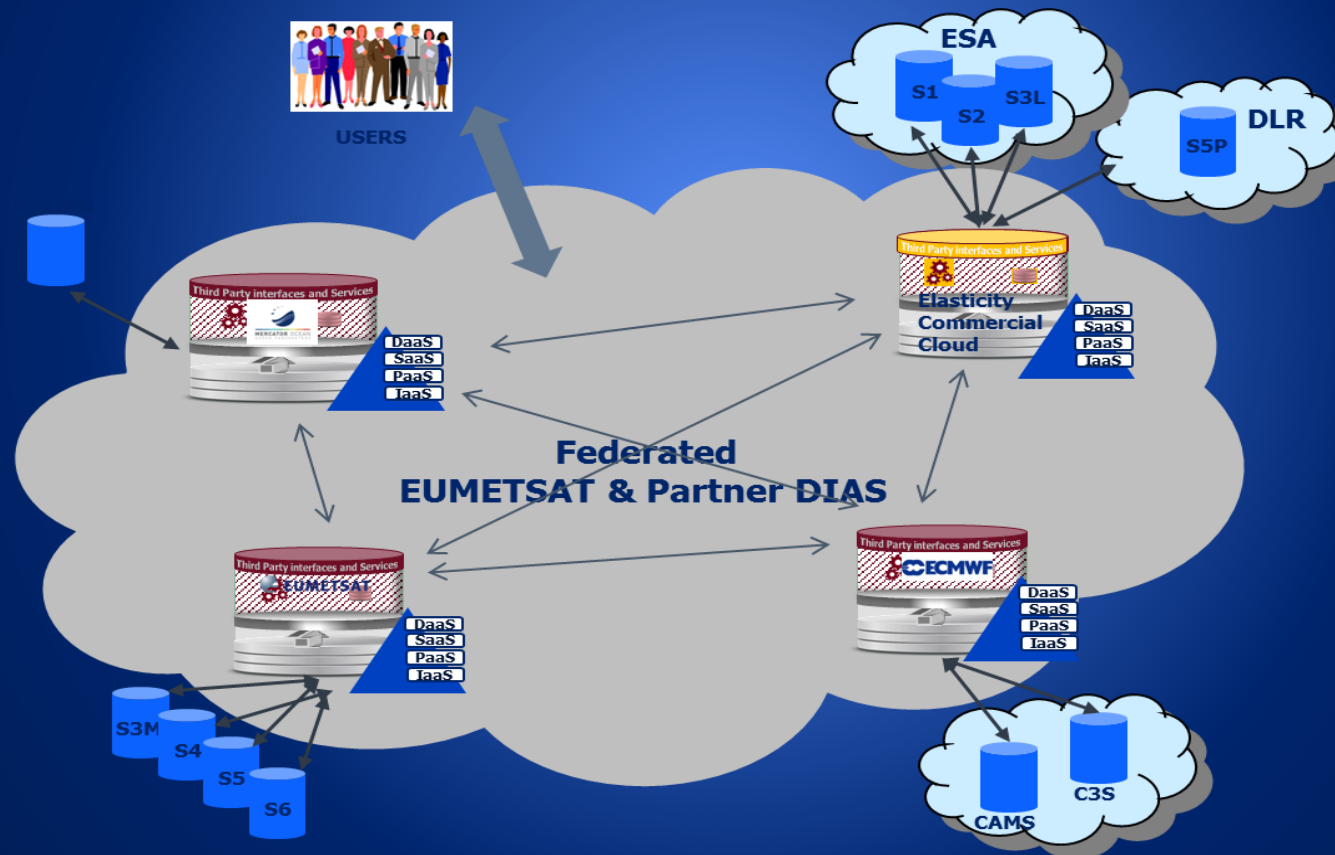 ESA
S1
S2
S3L
DLR
S5P
USERS
Third Party interfaces and Services
Elasticity
Commercial
Cloud
DaaS
SaaS
PaaS
IaaS
Third Party interfaces and Services
MERCATOR OCEAN
DaaS
SaaS
PaaS
IaaS
Federated
EUMETSAT & Partner DIAS
Third Party interfaces and Services
EUMETSAT
DaaS
SaaS
PaaS
IaaS
Third Party interfaces and Services
ECMWF
DaaS
SaaS
PaaS
IaaS
S3M
S4
S5
S6
CAMS
C3S